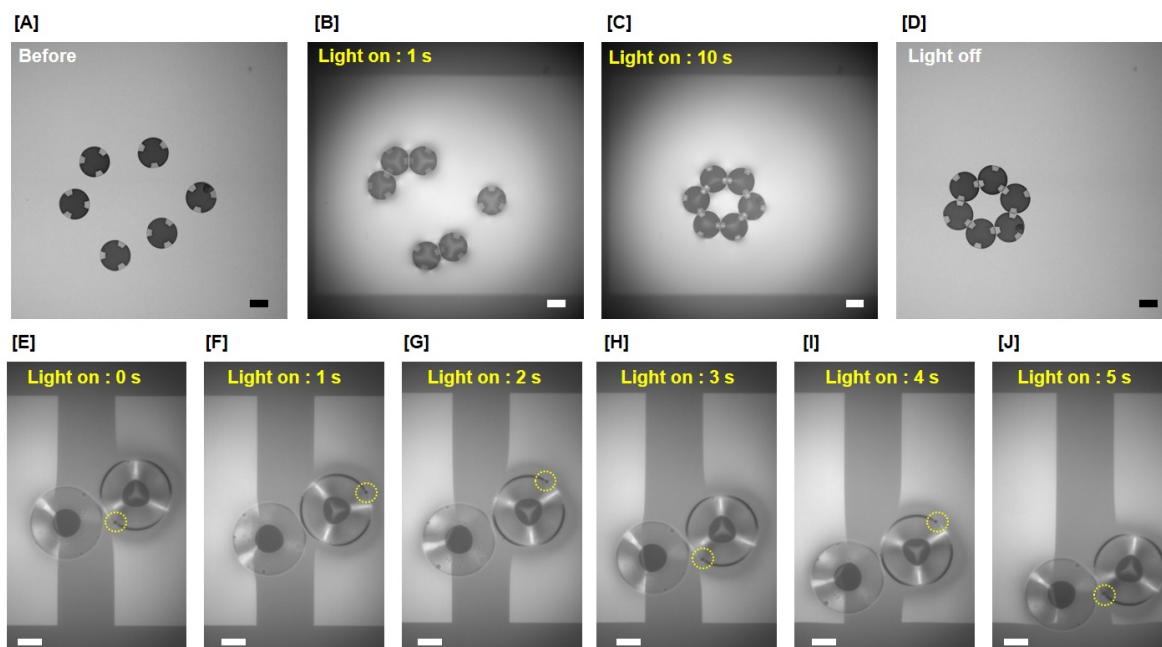 [A]
Before
[B]
Light on : 1 s
[C]
Light on : 10 s
[D]
Light off
[E]
Light on : 0 s
[F]
Light on : 1 s
[G]
Light on : 2 s
[H]
Light on : 3 s
[I]
Light on : 4 s
[J]
Light on : 5 s